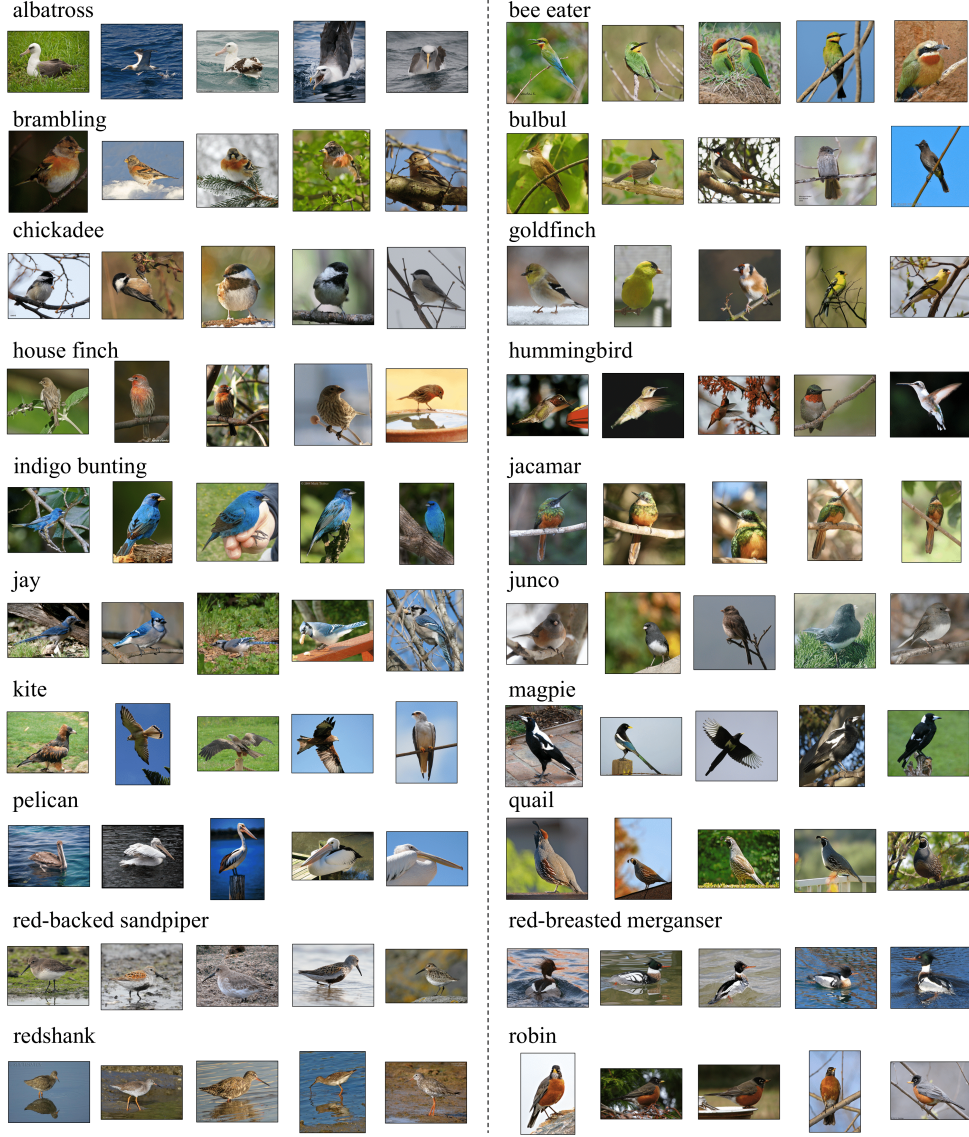 albatross
bee eater
brambling
bulbul
chickadee
goldfinch
house finch
hummingbird
indigo bunting
jacamar
jay
junco
kite
magpie
pelican
quail
red-backed sandpiper
red-breasted merganser
redshank
robin